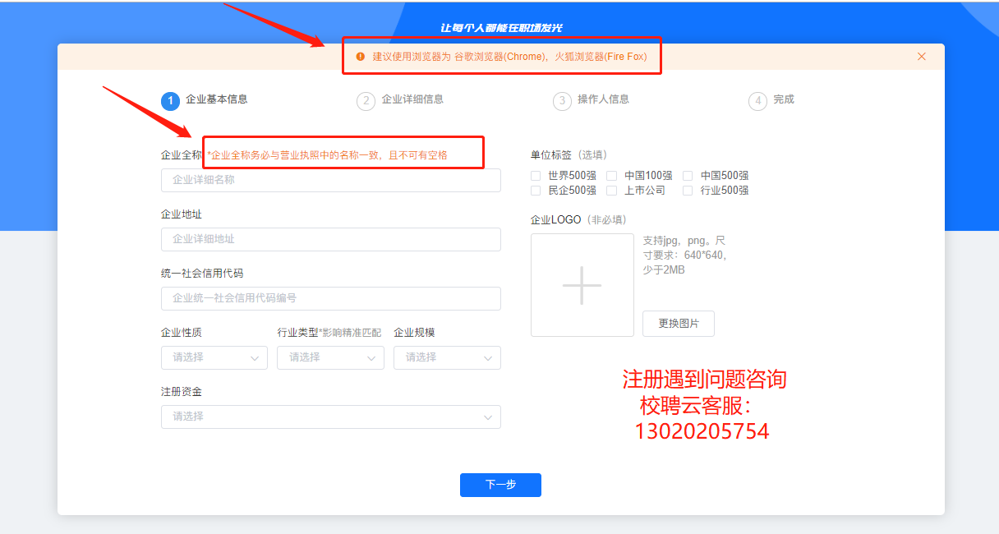 让每个人都能在职场发光
建议使用浏览器为 谷歌浏览器(Chrome)，火狐浏览器(Fire Fox)
1 企业基本信息
2 企业详细信息
3 操作人信息
4 完成
企业全称 *企业全称务必与营业执照中的名称一致，且不可有空格
企业详细名称
企业地址
企业详细地址
统一社会信用代码
企业统一社会信用代码编号
企业性质 行业类型*影响精准匹配 企业规模
请选择 请选择 请选择
注册资金
请选择
单位标签（选填）
世界500强 中国100强 中国500强
民企500强 上市公司 行业500强
企业LOGO（非必填）
支持jpg，png。尺
寸要求：640*640，
少于2MB
更换图片
注册遇到问题咨询
校聘云客服：
13020205754
下一步